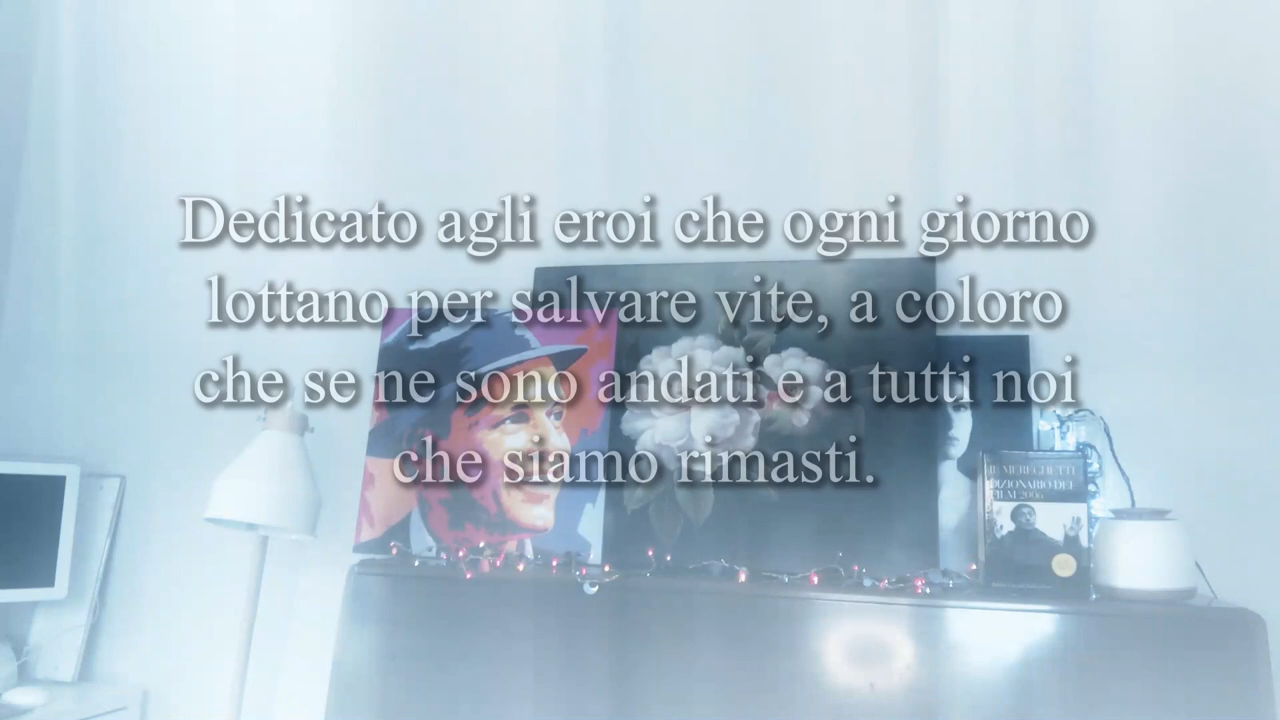 Dedicato agli eroi che ogni giorno
lottano per salvare vite, a coloro
che se ne sono andati e a tutti noi
che siamo rimasti.
IL MEREGHETTI
DIZIONARIO DEI
FILM 2006